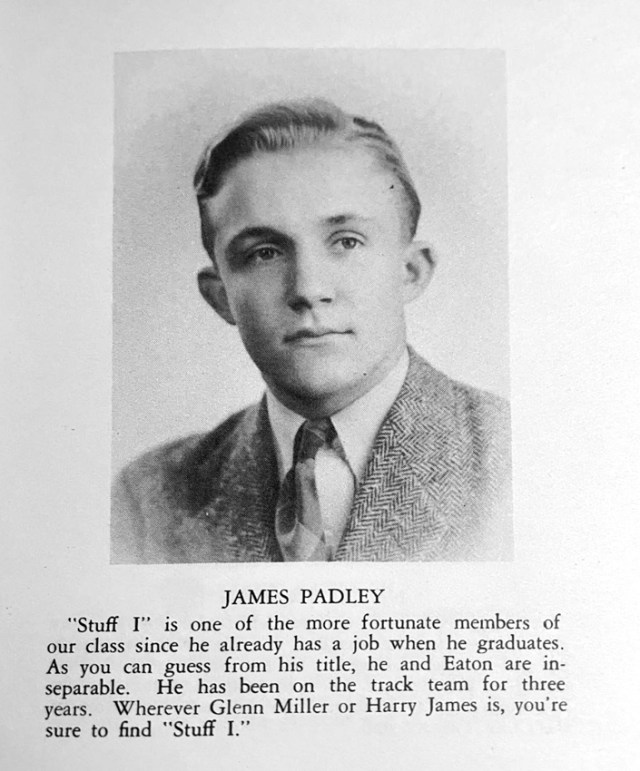 JAMES PADLEY
"Stuff I" is one of the more fortunate members of
our class since he already has a job when he graduates.
As you can guess from his title, he and Eaton are in-
separable. He has been on the track team for three
years. Wherever Glenn Miller or Harry James is, you're
sure to find "Stuff I."